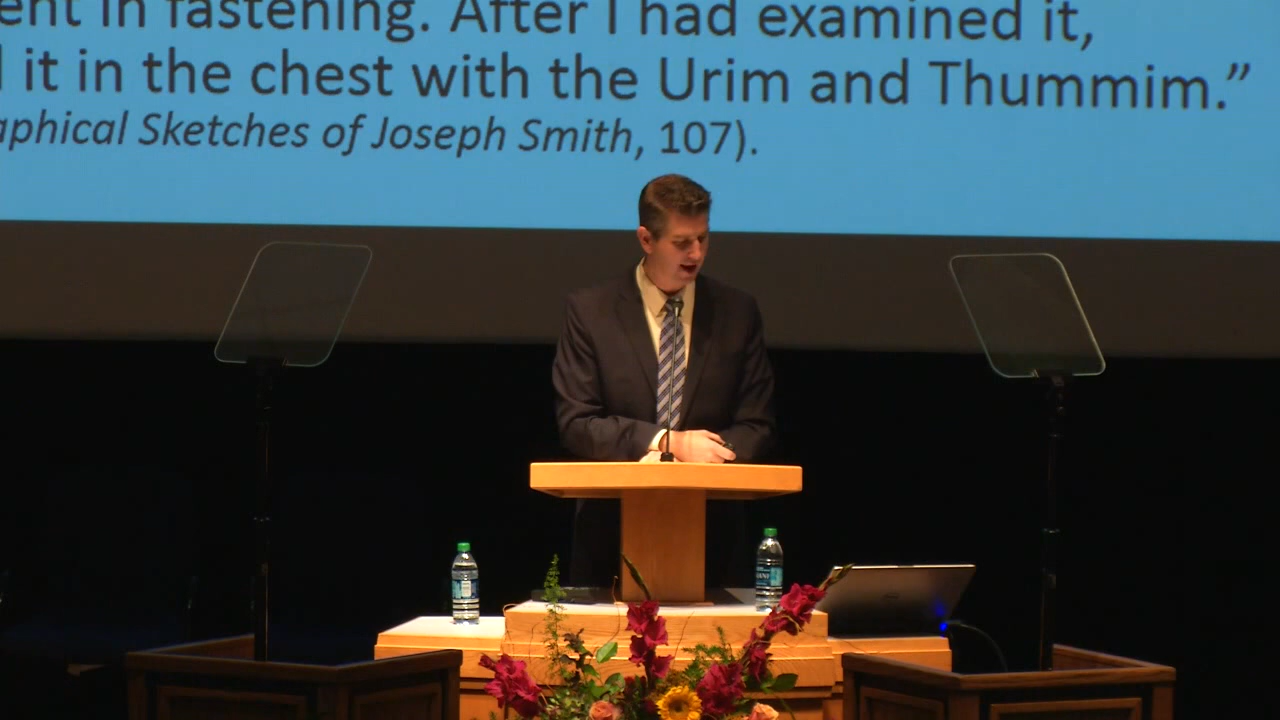 ent in fastening. After I had examined it,
it in the chest with the Urim and Thummim.”
aphical Sketches of Joseph Smith, 107).